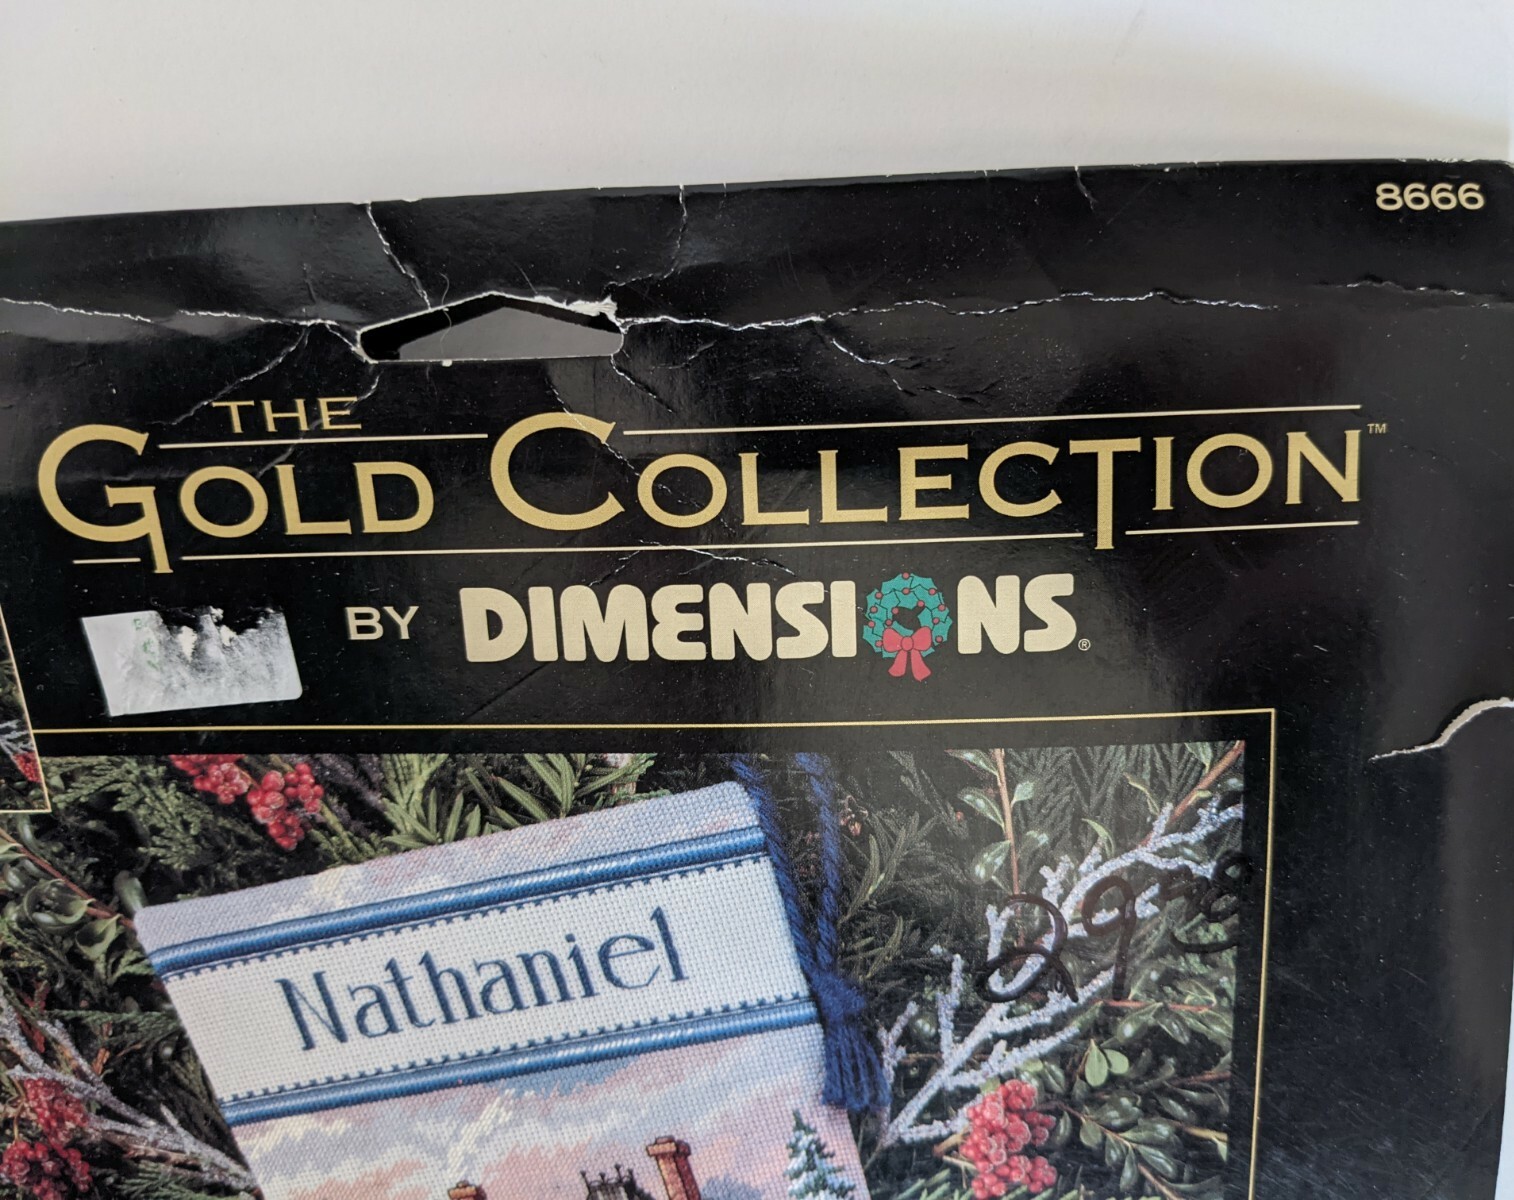 8666
THE
GOLD COLLECTION™
BY DIMENSIONS®
Nathaniel